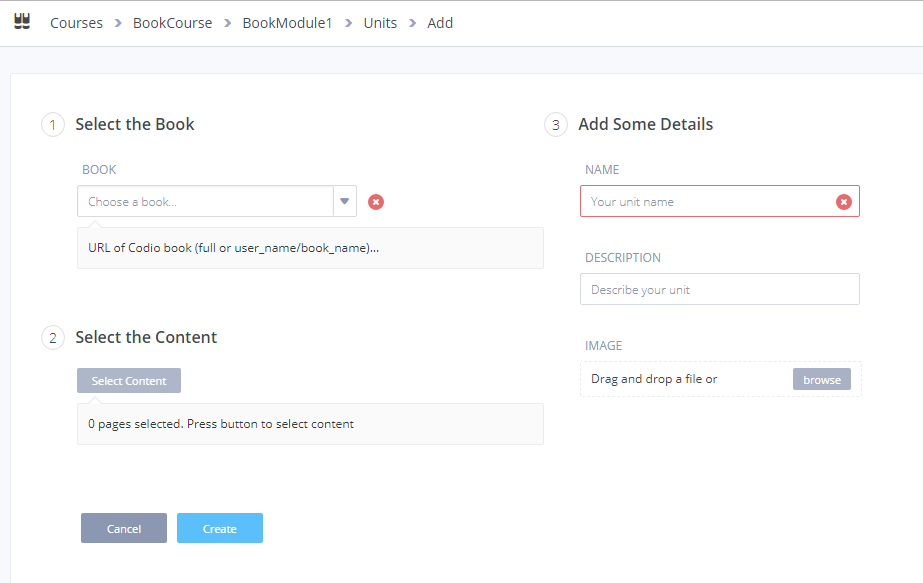 Courses > BookCourse > BookModule1 > Units > Add
1 Select the Book
BOOK
Choose a book...
URL of Codio book (full or user_name/book_name)...
2 Select the Content
Select Content
0 pages selected. Press button to select content
Cancel Create
3 Add Some Details
NAME
Your unit name
DESCRIPTION
Describe your unit
IMAGE
Drag and drop a file or browse